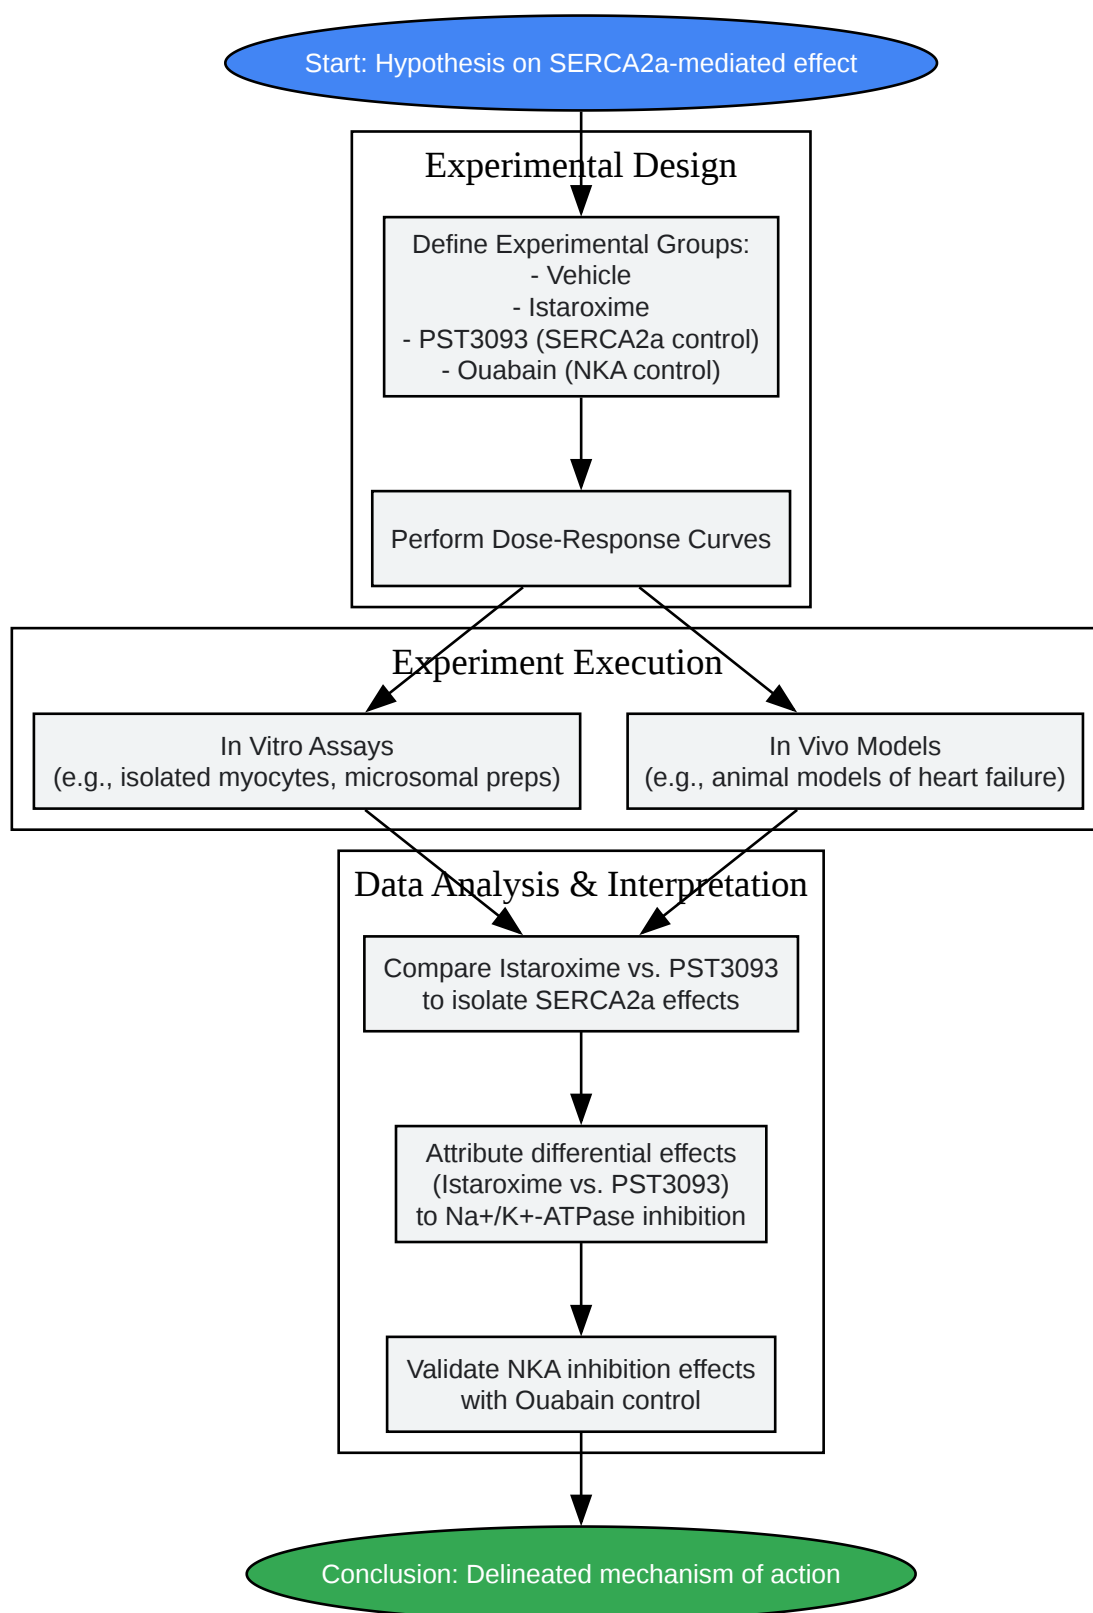 Start: Hypothesis on SERCA2a-mediated effect
Experimental Design
Define Experimental Groups:
- Vehicle
- Istaroxime
- PST3093 (SERCA2a control)
- Ouabain (NKA control)
Perform Dose-Response Curves
Experiment Execution
In Vitro Assays
(e.g., isolated myocytes, microsomal preps)
In Vivo Models
(e.g., animal models of heart failure)
Data Analysis & Interpretation
Compare Istaroxime vs. PST3093
to isolate SERCA2a effects
Attribute differential effects
(Istaroxime vs. PST3093)
to Na+/K+-ATPase inhibition
Validate NKA inhibition effects
with Ouabain control
Conclusion: Delineated mechanism of action